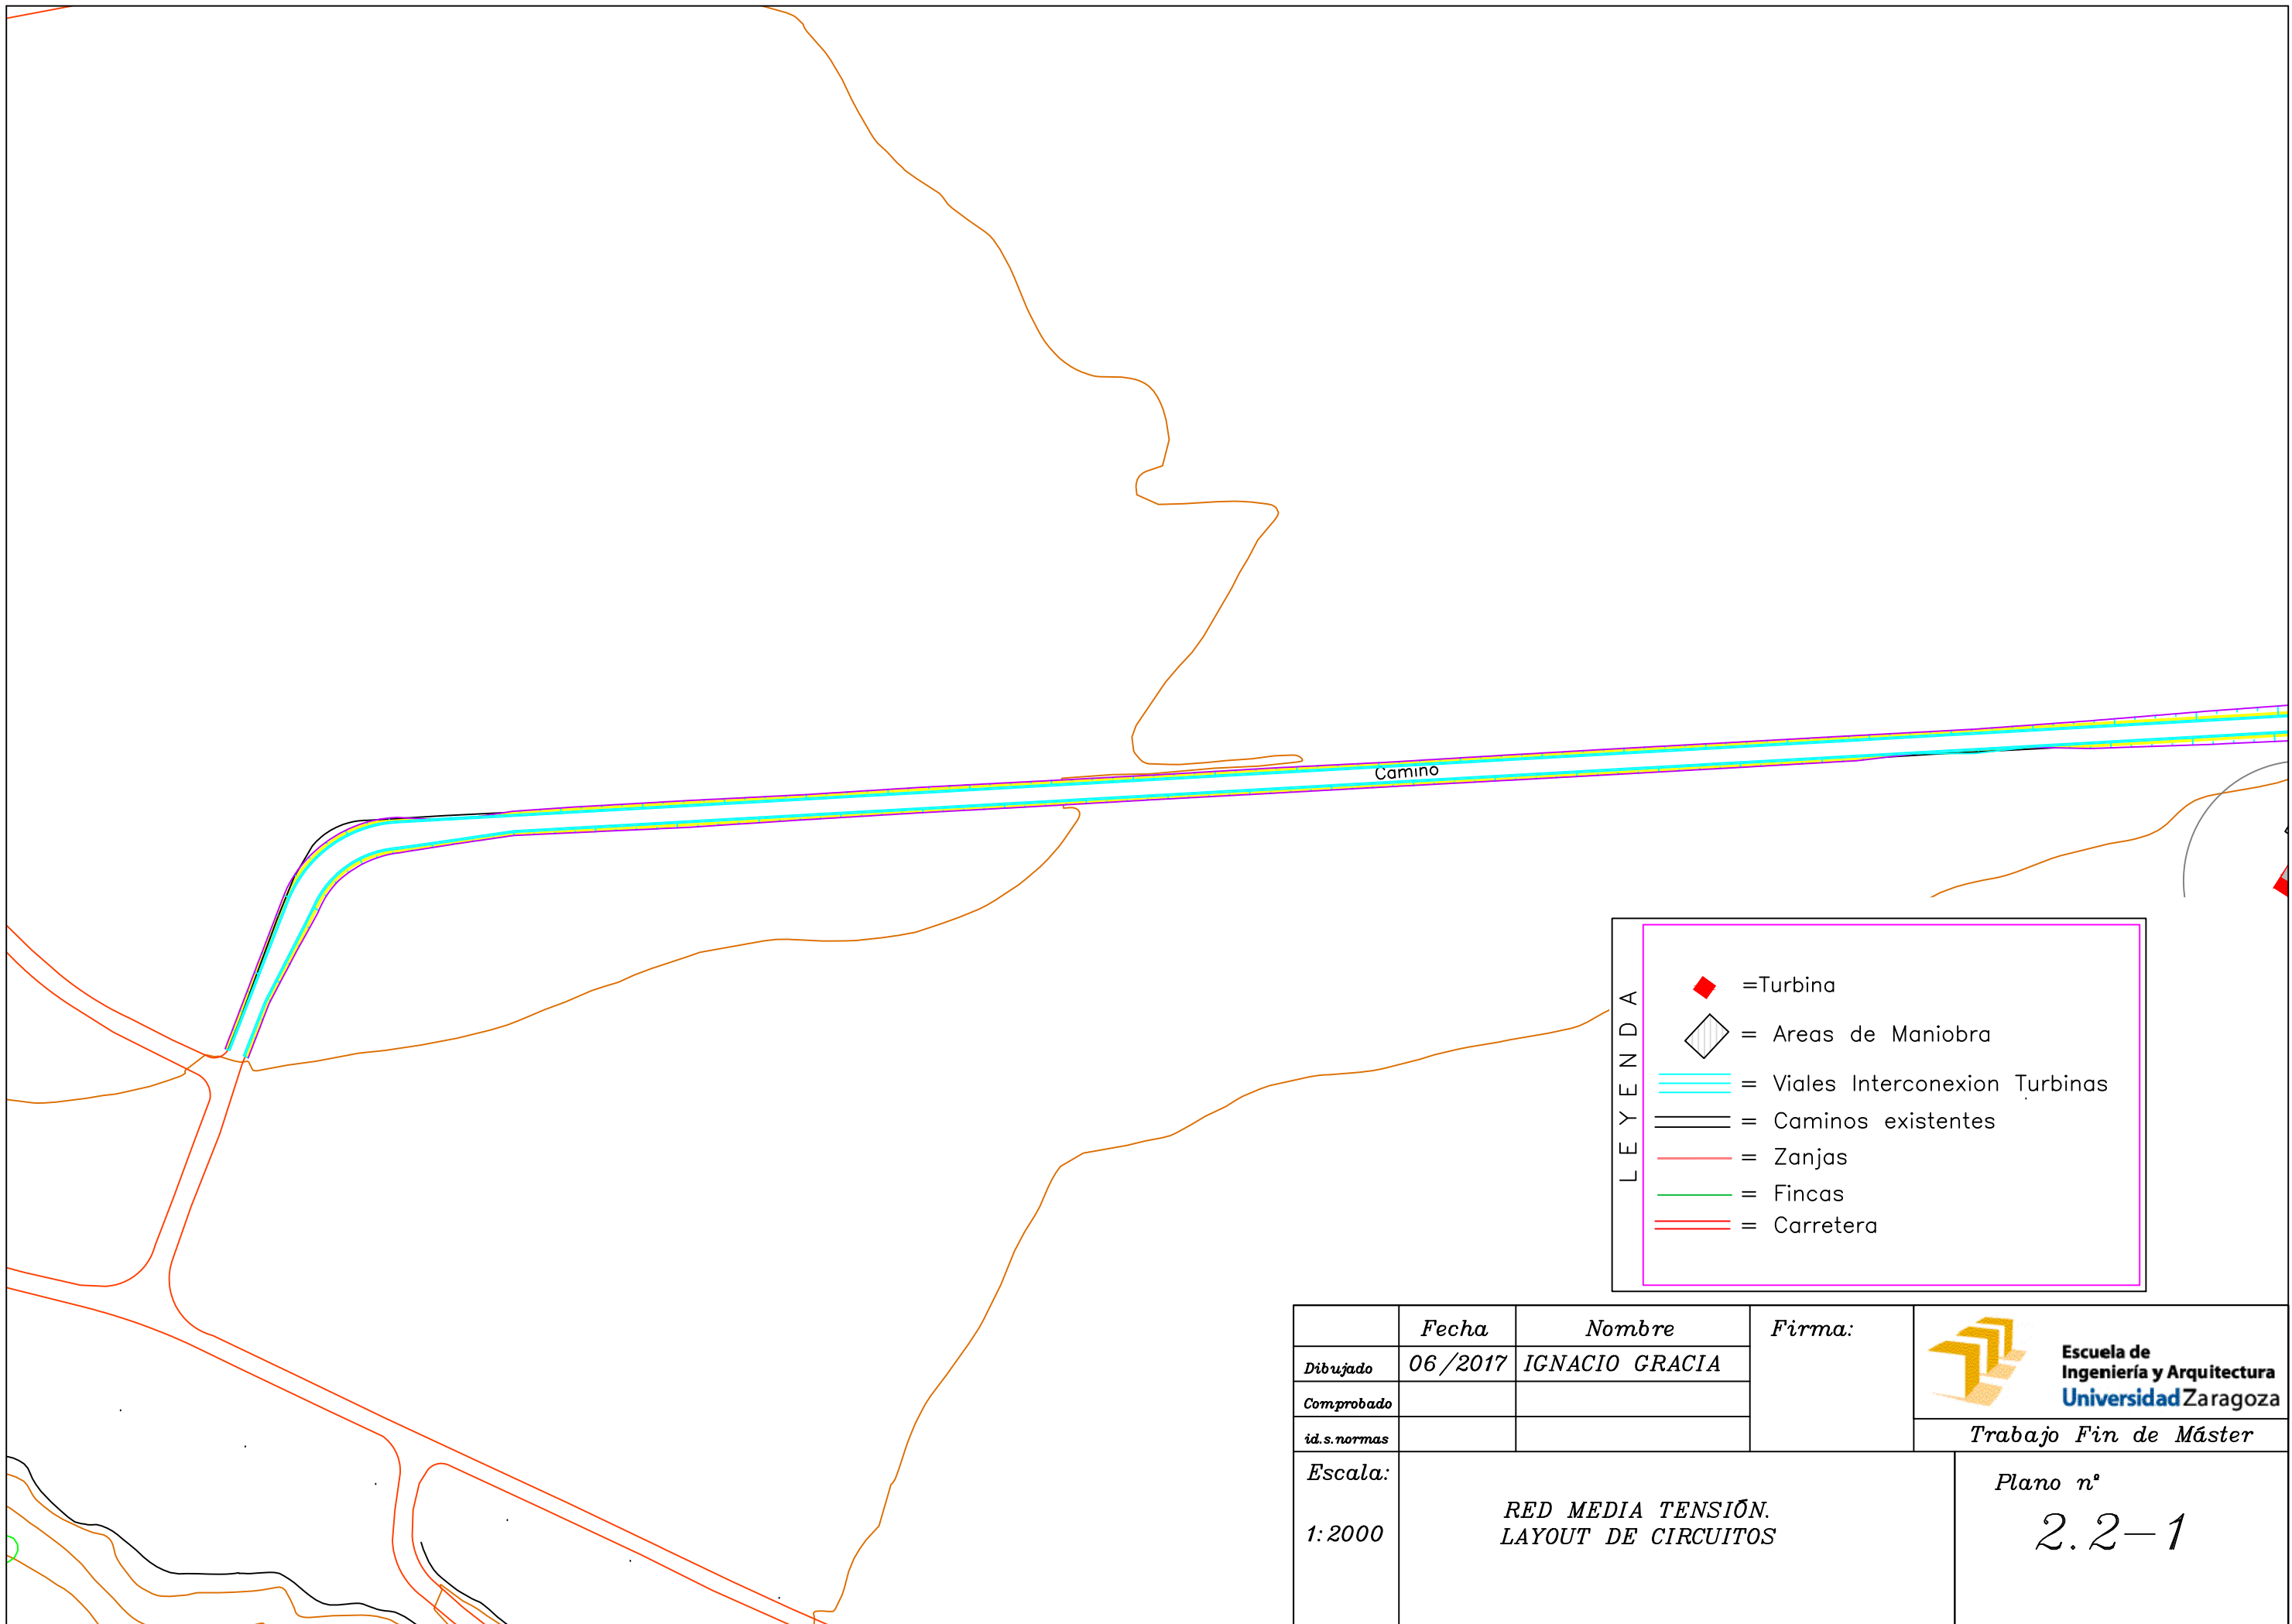 Camino
LEYENDA
=Turbina
= Areas de Maniobra
= Viales Interconexion Turbinas
= Caminos existentes
= Zanjas
= Fincas
= Carretera
Fecha Nombre Firma:
Dibujado 06/2017 IGNACIO GRACIA
Comprobado
id.s.normas
Escuela de
Ingeniería y Arquitectura
Universidad Zaragoza
Trabajo Fin de Máster
Escala:
1:2000
RED MEDIA TENSIÓN.
LAYOUT DE CIRCUITOS
Plano nº
2.2-1